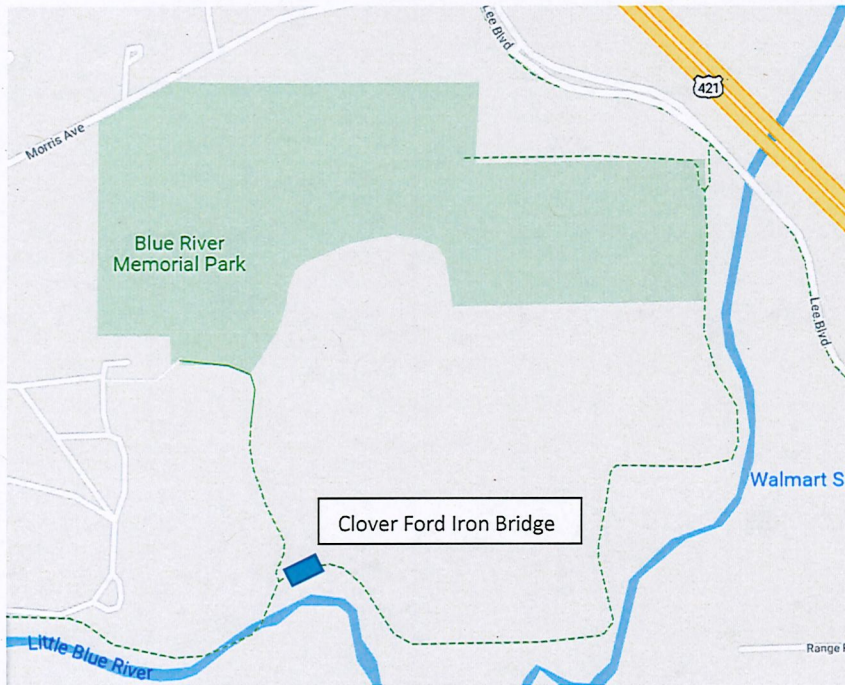 Lee Blvd
421
Morris Ave
Blue River
Memorial Park
Lee Blvd
Walmart S
Clover Ford Iron Bridge
Little Blue River
Range R